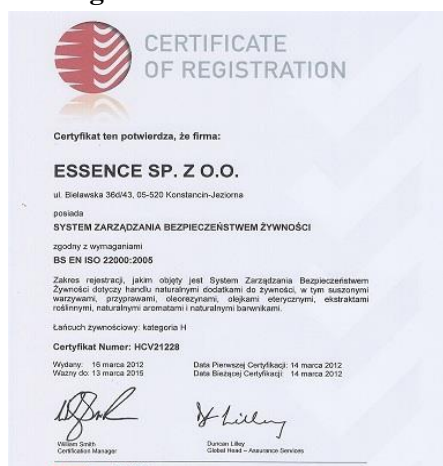 CERTIFICATE
OF REGISTRATION
Certyfikat ten potwierdza, że firma:
ESSENCE SP. Z O.O.
ul. Bielawska 36d/43, 05-520 Konstancin-Jeziorna
posiada
SYSTEM ZARZĄDZANIA BEZPIECZEŃSTWEM ŻYWNOŚCI
zgodny z wymaganiami
BS EN ISO 22000:2005
Zakres rejestracji, jakim objęty jest System Zarządzania Bezpieczeństwem
Żywności dotyczy handlu naturalnymi dodatkami do żywności, w tym suszonymi
warzywami, przyprawami, oleorezynami, olejkami eterycznymi, ekstraktami
roślinnymi, naturalnymi aromatami i naturalnymi barwnikami.
Łańcuch żywnościowy: kategoria H
Certyfikat Numer: HCV21228
Wydany: 16 marca 2012 Data Pierwszej Certyfikacji: 14 marca 2012
Ważny do: 13 marca 2015 Data Bieżącej Certyfikacji: 14 marca 2012
William Smith Duncan Lilley
Certification Manager Global Head – Assurance Services